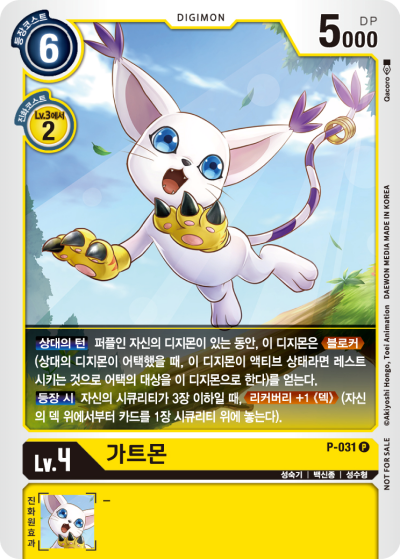 등장코스트
6
DIGIMON
DP
5000
진화코스트
Lv.3에서
2
Qacoro
©Akiyoshi Hongo, Toei Animation DAEWON MEDIA MADE IN KOREA
상대의 턴 퍼플인 자신의 디지몬이 있는 동안, 이 디지몬은 블로커
(상대의 디지몬이 어택했을 때, 이 디지몬이 액티브 상태라면 레스트
시키는 것으로 어택의 대상을 이 디지몬으로 한다)를 얻는다.
등장 시 자신의 시큐리티가 3장 이하일 때, 리커버리 +1 《덱》 (자신
의 덱 위에서부터 카드를 1장 시큐리티 위에 놓는다).
P-031 P
Lv.4 가트몬
성숙기 | 백신종 | 성수형
NOT FOR SALE
진화원효과
–